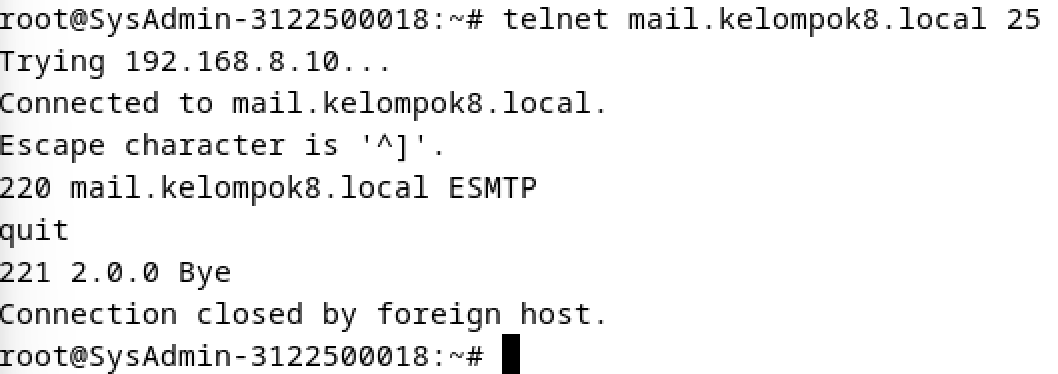 root@SysAdmin-3122500018:~# telnet mail.kelompok8.local 25
Trying 192.168.8.10...
Connected to mail.kelompok8.local.
Escape character is '^]'.
220 mail.kelompok8.local ESMTP
quit
221 2.0.0 Bye
Connection closed by foreign host.
root@SysAdmin-3122500018:~#